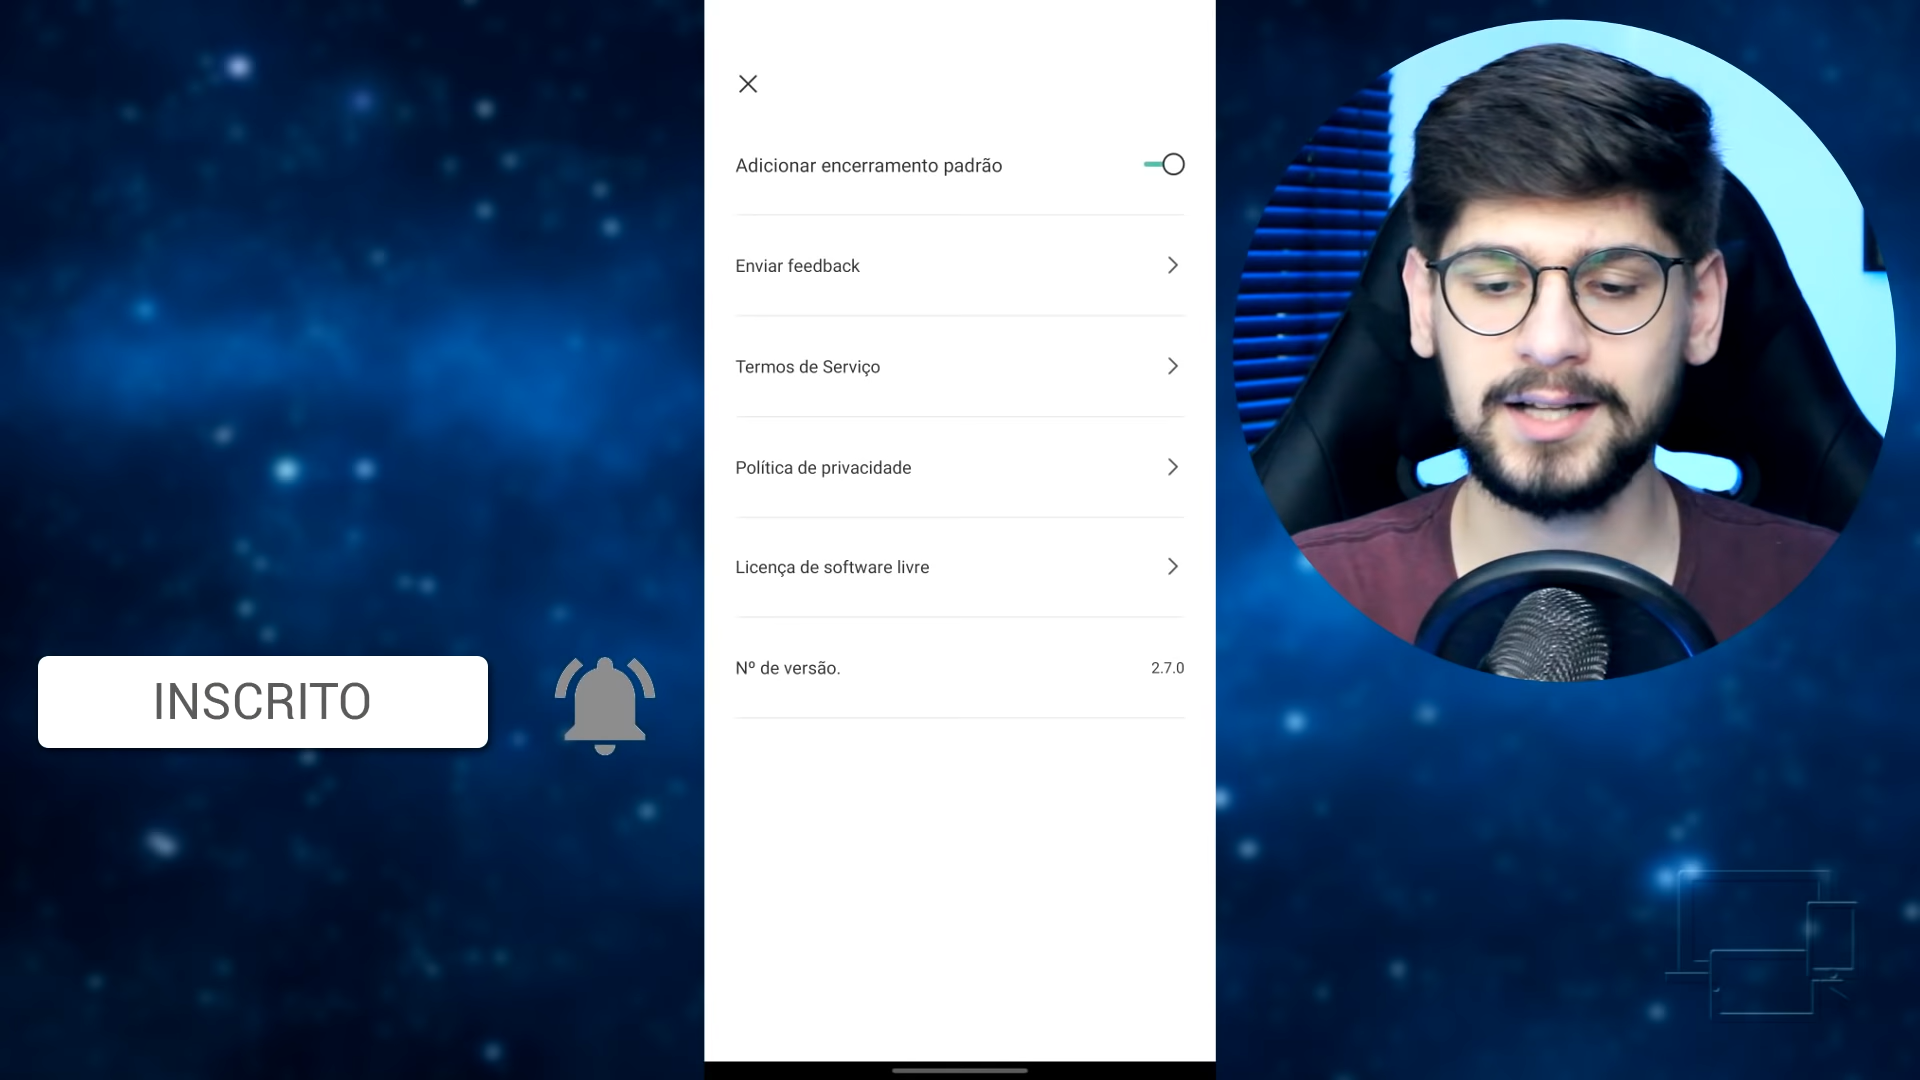 Adicionar encerramento padrão
Enviar feedback
Termos de Serviço
Política de privacidade
Licença de software livre
Nº de versão. 2.7.0
INSCRITO